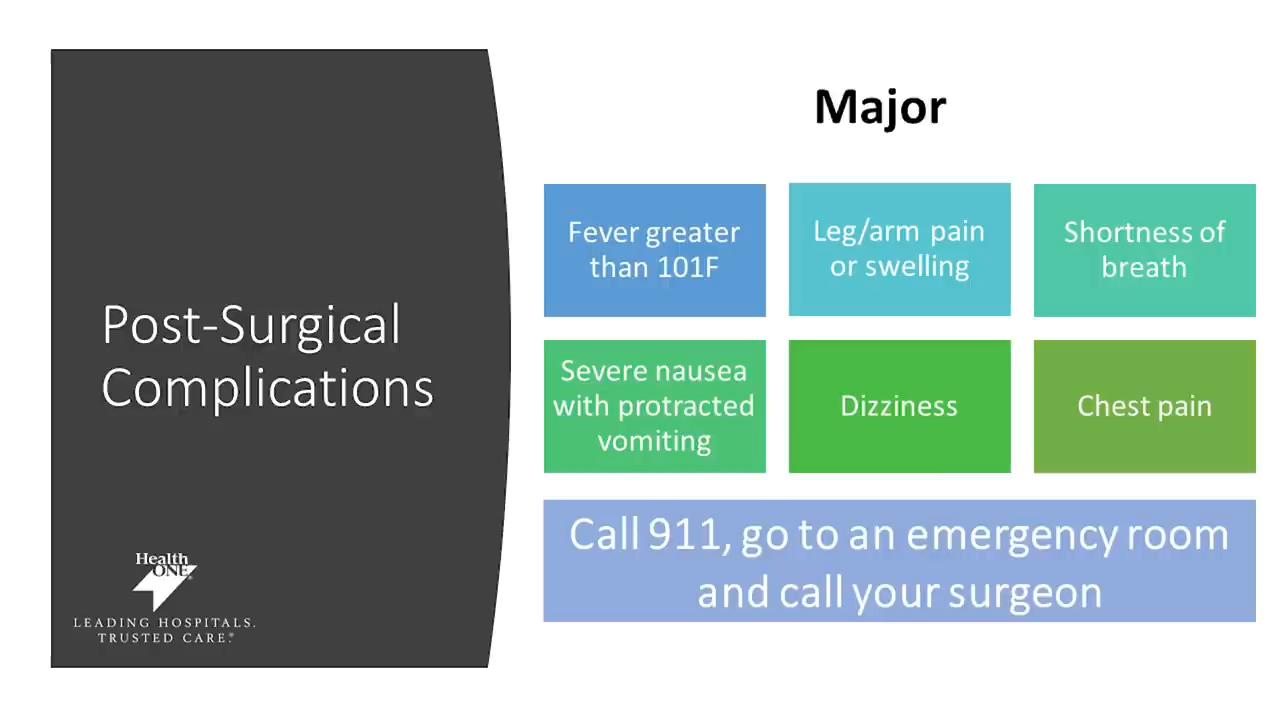 Major
Fever greater
than 101F
Leg/arm pain
or swelling
Shortness of
breath
Post-Surgical
Complications
Severe nausea
with protracted
vomiting
Dizziness
Chest pain
Call 911, go to an emergency room
and call your surgeon
Health
ONE®
LEADING HOSPITALS.
TRUSTED CARE.®